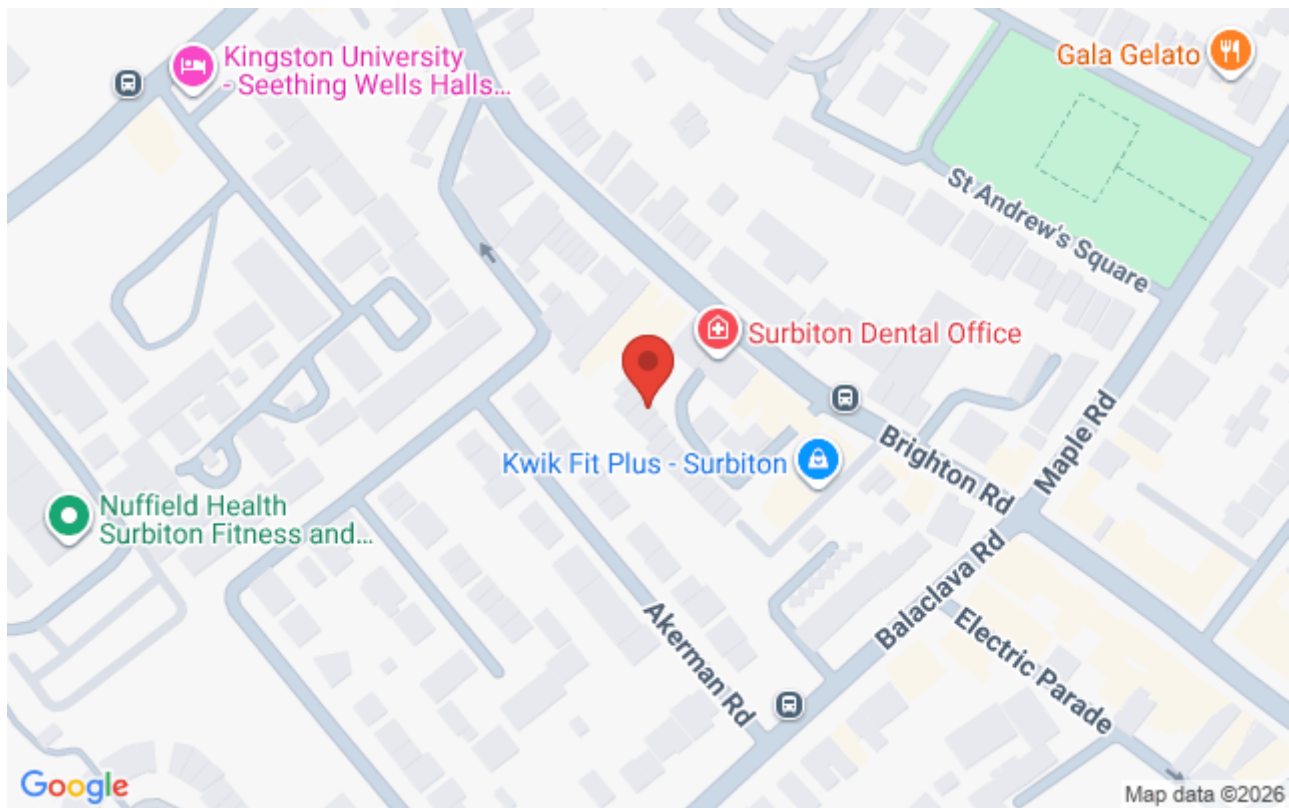 Kingston University
- Seething Wells Halls...
Gala Gelato
St Andrew's Square
Surbiton Dental Office
Maple Rd
Brighton Rd
Kwik Fit Plus - Surbiton
Nuffield Health
Surbiton Fitness and...
Balaclava Rd
Akerman Rd
Electric Parade
Google
Map data ©2026